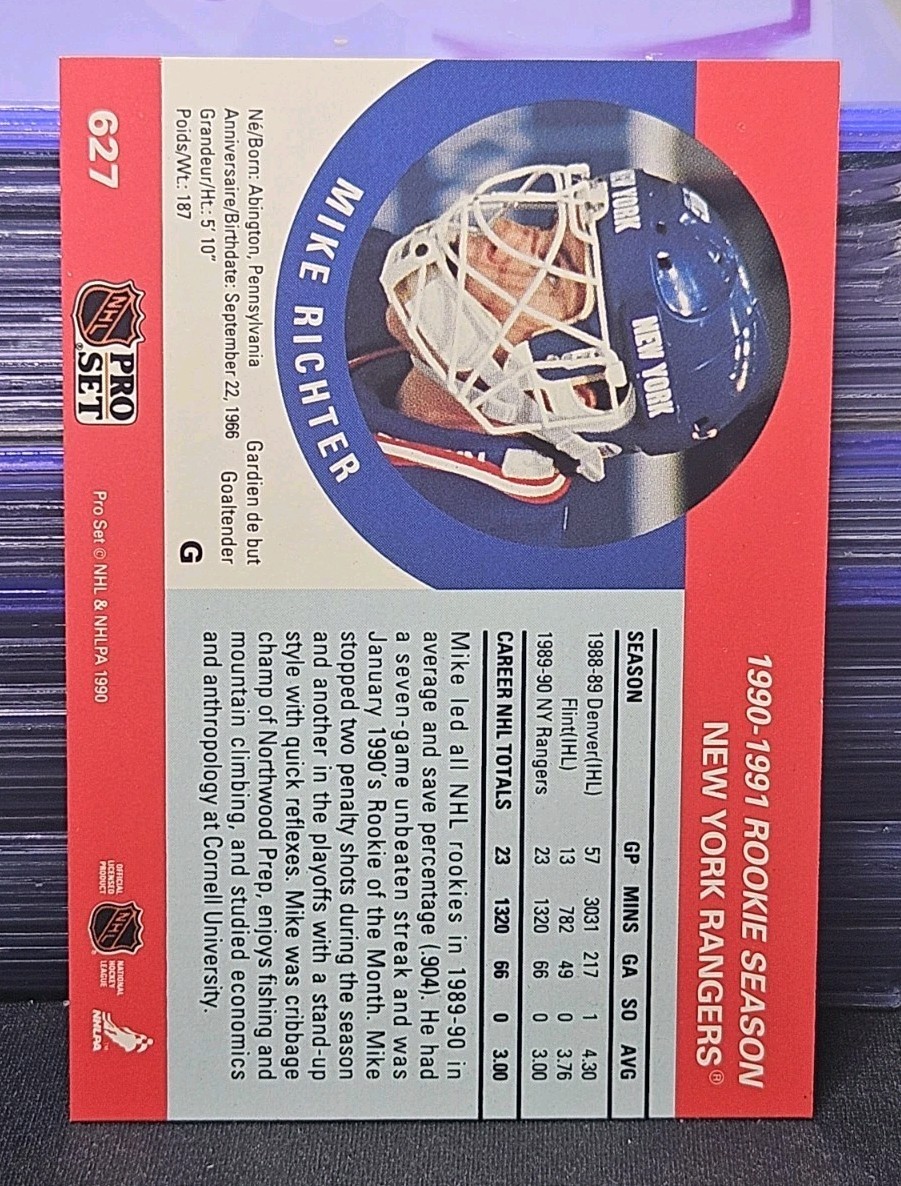 1990-1991 ROOKIE SEASON
NEW YORK RANGERS®
NEW YORK
NEW YORK
MIKE RICHTER
Né/Born: Abington, Pennsylvania Gardien de but
Anniversaire/Birthdate: September 22, 1966 Goaltender
Grandeur/Ht.: 5' 10"
Poids/Wt.: 187
G
SEASON GP MINS GA SO AVG
1988-89 Denver(IHL) 57 3031 217 1 4.30
Flint(IHL) 13 782 49 0 3.76
1989-90 NY Rangers 23 1320 66 0 3.00
CAREER NHL TOTALS 23 1320 66 0 3.00
Mike led all NHL rookies in 1989-90 in
average and save percentage (.904). He had
a seven-game unbeaten streak and was
January 1990's Rookie of the Month. Mike
stopped two penalty shots during the season
and another in the playoffs with a stand-up
style with quick reflexes. Mike was cribbage
champ of Northwood Prep, enjoys fishing and
mountain climbing, and studied economics
and anthropology at Cornell University.
627
NHL
PRO
SET
Pro Set © NHL & NHLPA 1990
OFFICIAL
LICENSED
PRODUCT
NHL
NATIONAL
HOCKEY
LEAGUE
NHLPA